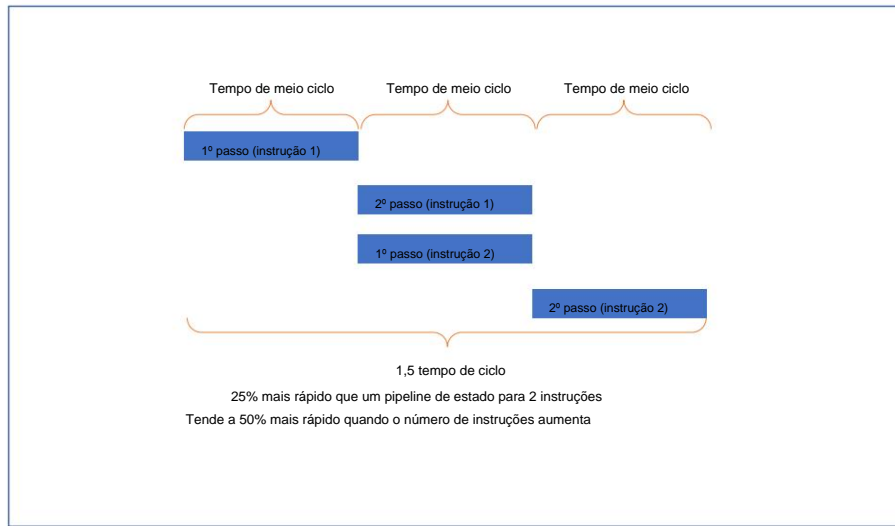 Tempo de meio ciclo Tempo de meio ciclo Tempo de meio ciclo
1º passo (instrução 1)
2º passo (instrução 1)
1º passo (instrução 2)
2º passo (instrução 2)
1,5 tempo de ciclo
25% mais rápido que um pipeline de estado para 2 instruções
Tende a 50% mais rápido quando o número de instruções aumenta